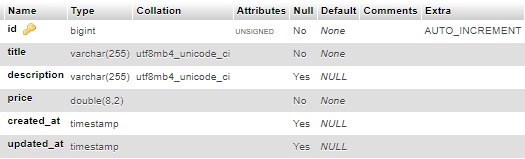 Name Type Collation Attributes Null Default Comments Extra
id bigint UNSIGNED No None AUTO_INCREMENT
title varchar(255) utf8mb4_unicode_ci No None
description varchar(255) utf8mb4_unicode_ci Yes NULL
price double(8,2) No None
created_at timestamp Yes NULL
updated_at timestamp Yes NULL